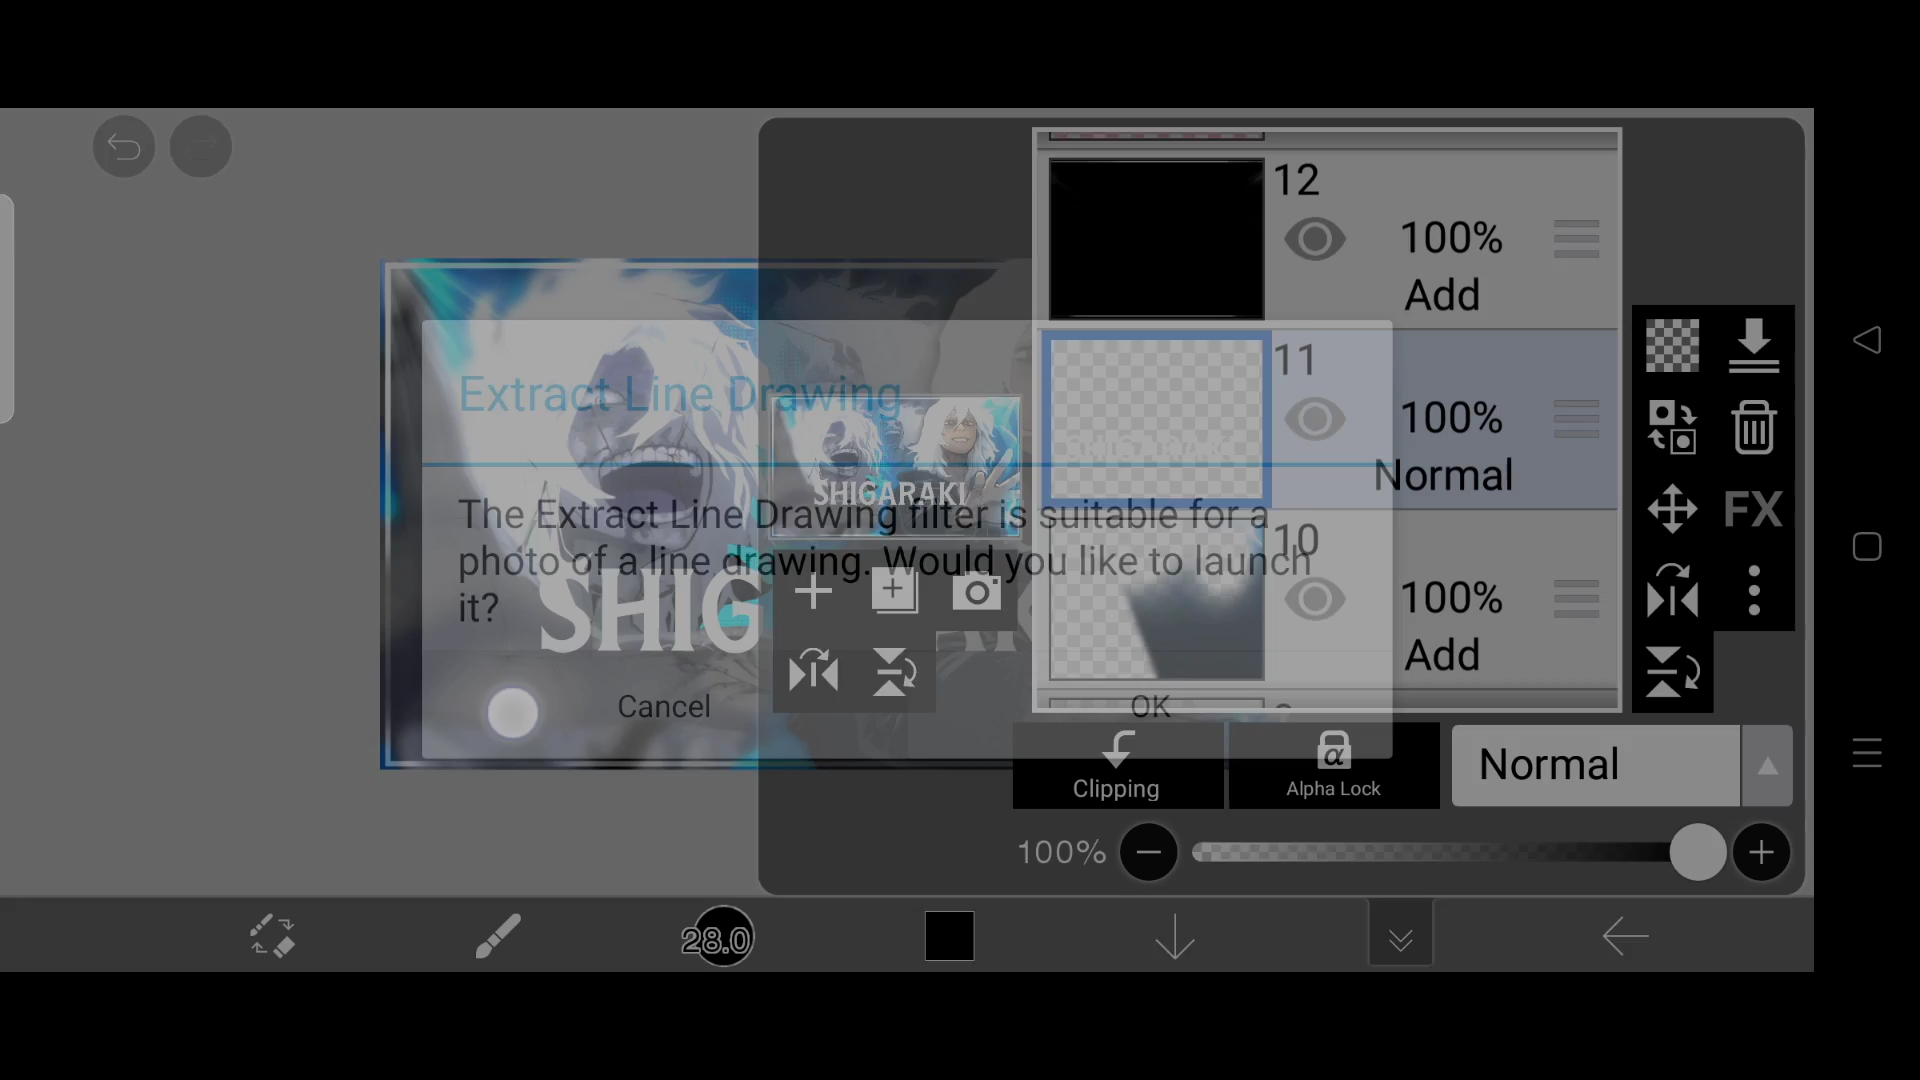 12
100%
Add
11
100%
Normal
10
100%
Add
Extract Line Drawing
The Extract Line Drawing filter is suitable for a
photo of a line drawing. Would you like to launch
it?
Cancel
OK
SHIGARAKI
SHIG
SHIGARAKI
FX
Clipping
α
Alpha Lock
Normal
100%
28.0